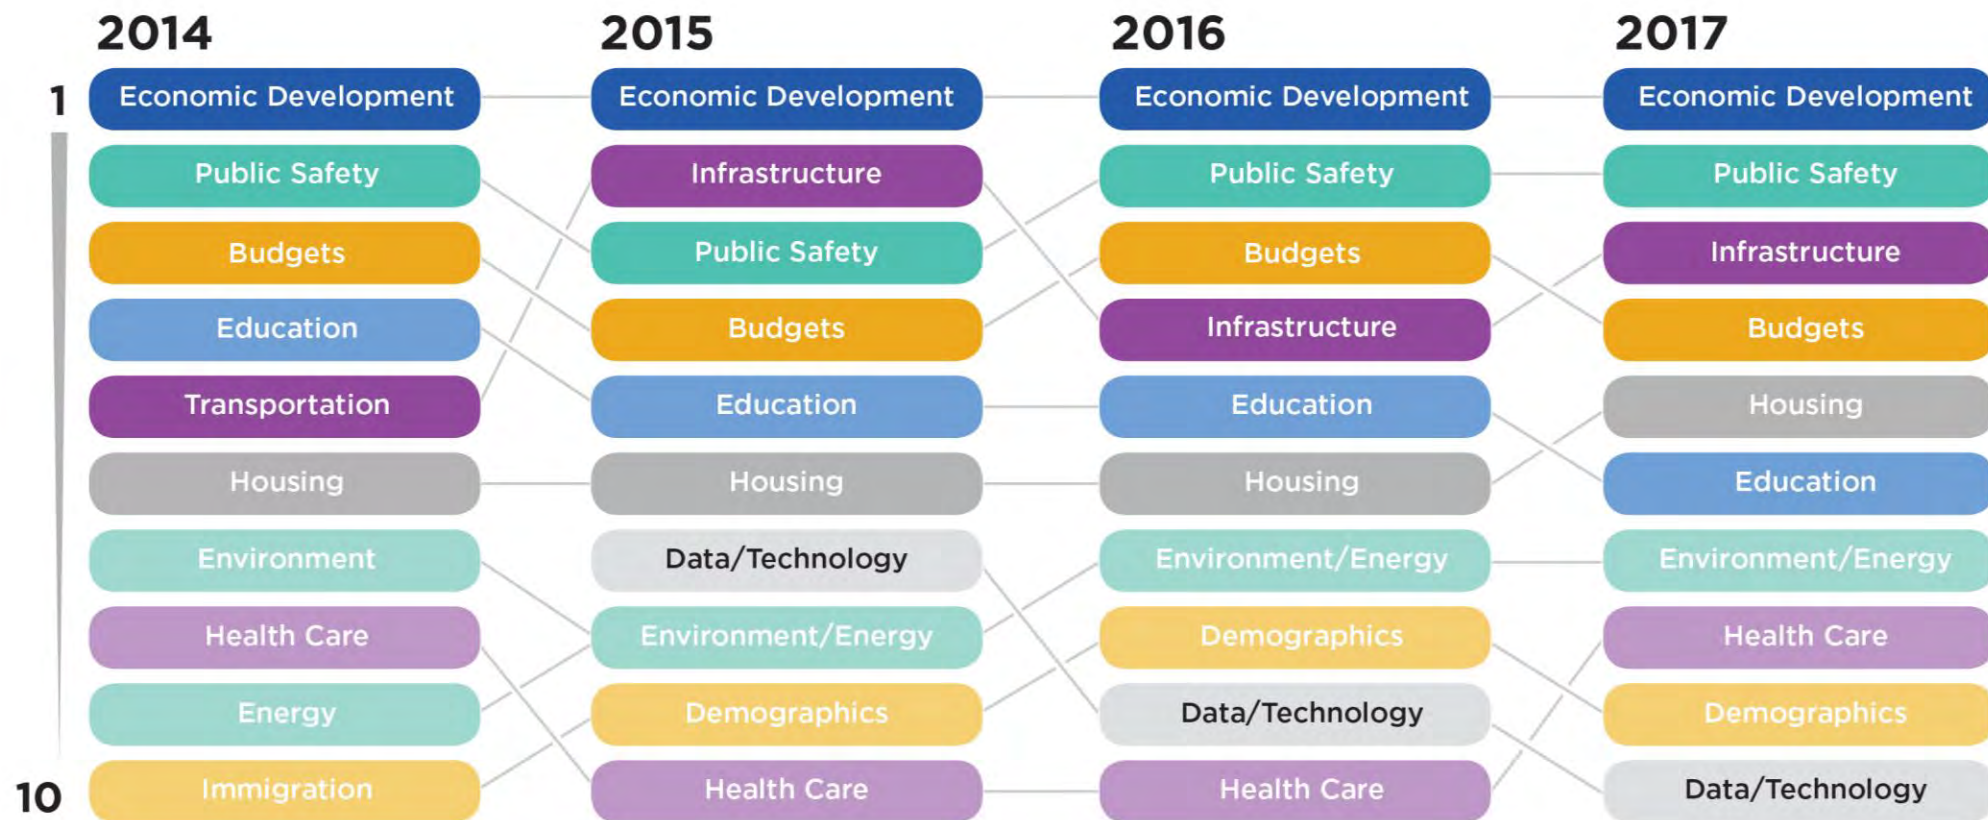 2014 2015 2016 2017
1 Economic Development Economic Development Economic Development Economic Development
Public Safety Infrastructure Public Safety Public Safety
Budgets Public Safety Budgets Infrastructure
Education Budgets Infrastructure Budgets
Transportation Education Education Housing
Housing Housing Housing Education
Environment Data/Technology Environment/Energy Environment/Energy
Health Care Environment/Energy Demographics Health Care
Energy Demographics Data/Technology Demographics
10 Immigration Health Care Health Care Data/Technology